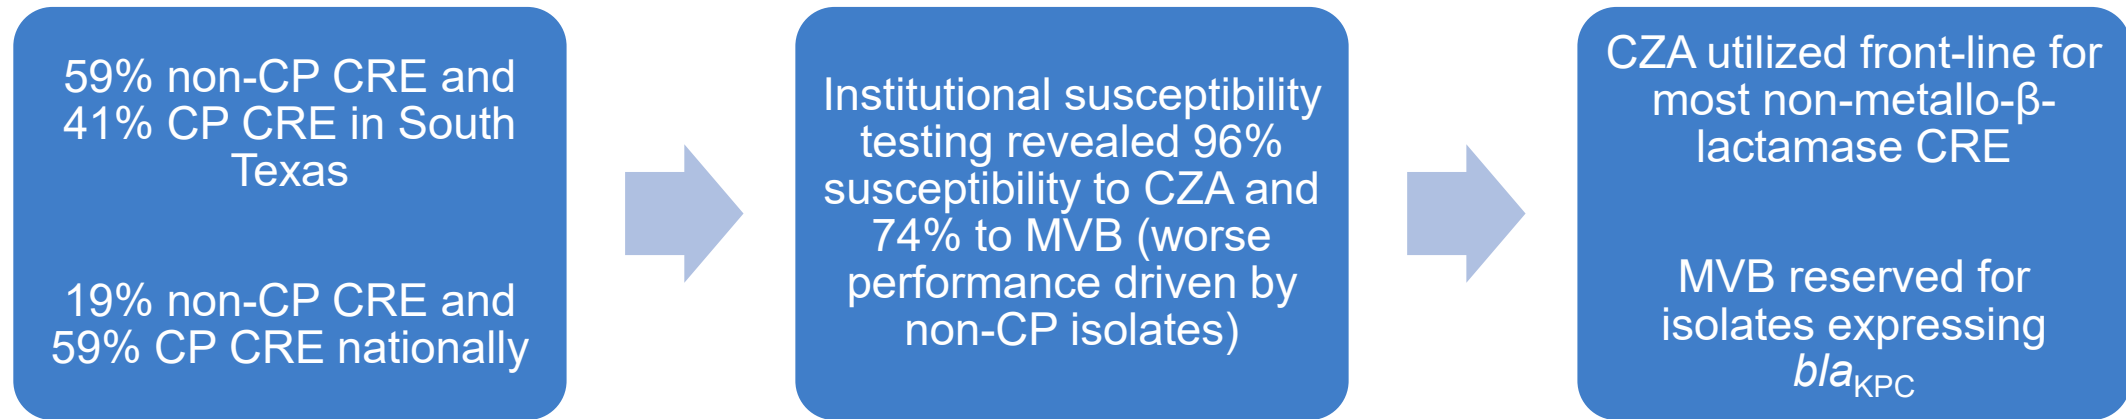 59% non-CP CRE and
41% CP CRE in South
Texas
19% non-CP CRE and
59% CP CRE nationally
Institutional susceptibility
testing revealed 96%
susceptibility to CZA and
74% to MVB (worse
performance driven by
non-CP isolates)
CZA utilized front-line for
most non-metallo-β-
lactamase CRE
MVB reserved for
isolates expressing
bla_KPC